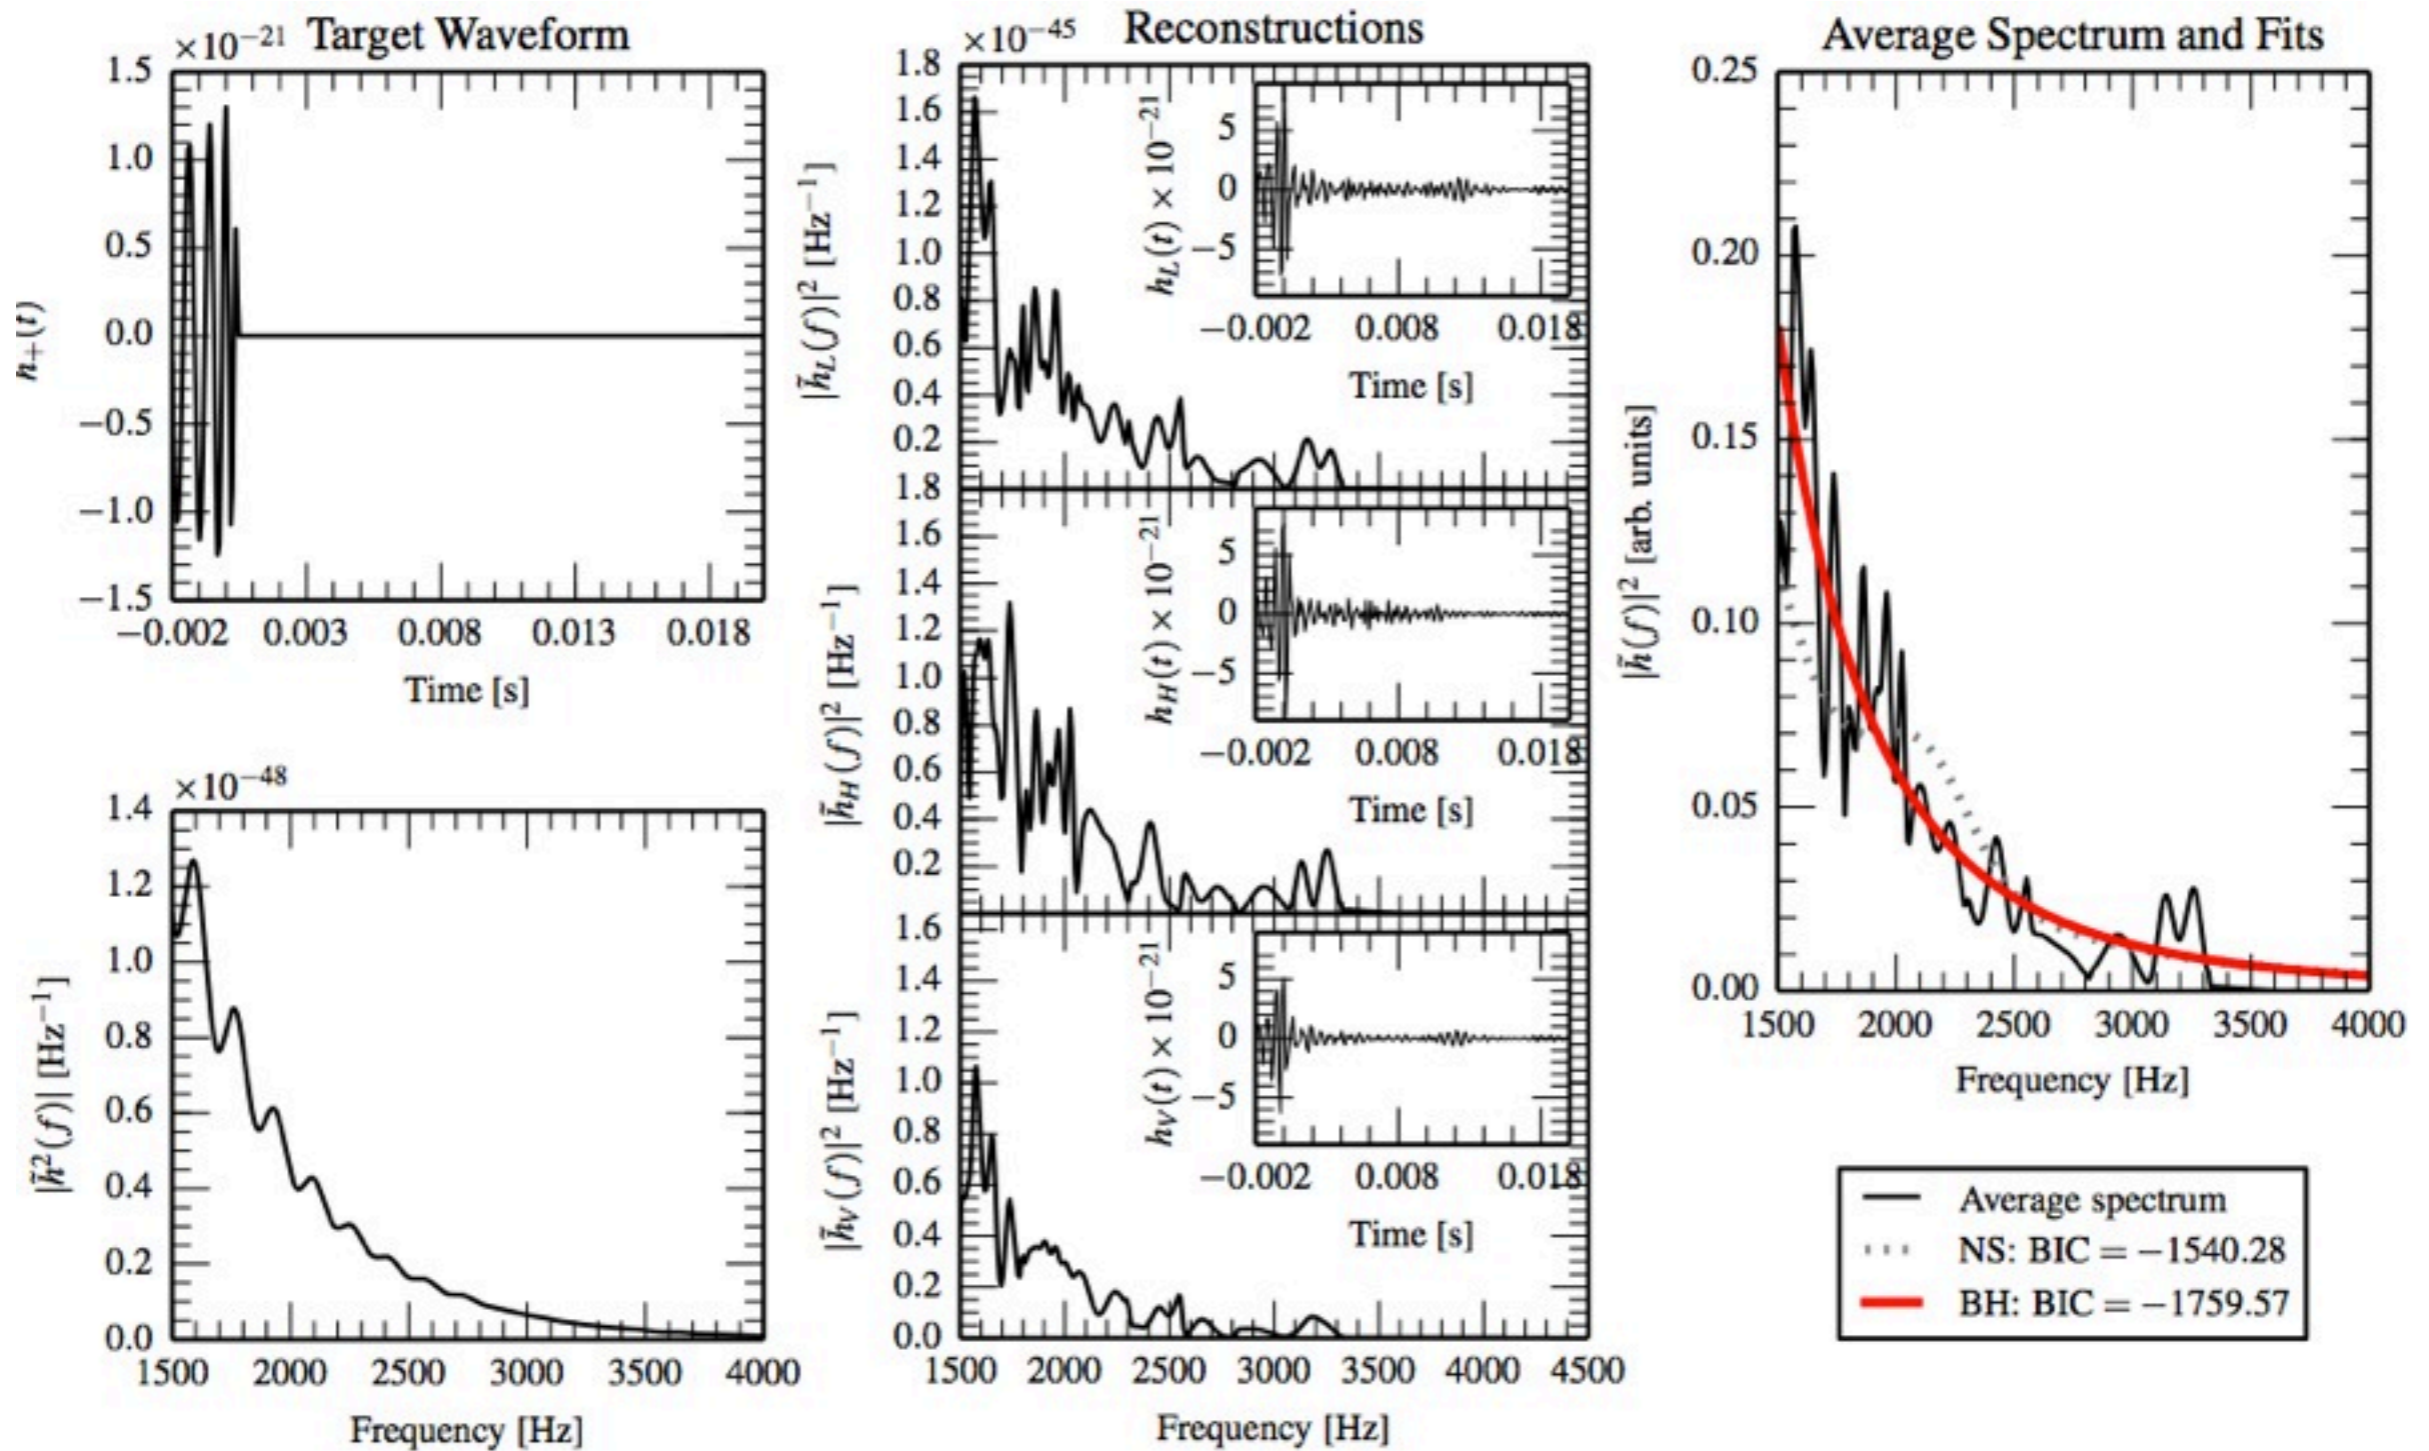 Target Waveform
×10−21
1.5
1.0
0.5
0.0
−0.5
−1.0
−1.5
h+(t)
−0.002 0.003 0.008 0.013 0.018
Time [s]
×10−48
1.4
1.2
1.0
0.8
0.6
0.4
0.2
0.0
|h̃2(f)| [Hz−1]
1500 2000 2500 3000 3500 4000
Frequency [Hz]
Reconstructions
×10−45
1.8
1.6
1.4
1.2
1.0
0.8
0.6
0.4
0.2
|h̃L(f)|2 [Hz−1]
hL(t) × 10−21
5
0
−5
−0.002 0.008 0.018
Time [s]
1.8
1.6
1.4
1.2
1.0
0.8
0.6
0.4
0.2
|h̃H(f)|2 [Hz−1]
hH(t) × 10−21
5
0
−5
−0.002 0.008 0.018
Time [s]
1.6
1.4
1.2
1.0
0.8
0.6
0.4
0.2
0.0
|h̃V(f)|2 [Hz−1]
hV(t) × 10−21
5
0
−5
−0.002 0.008 0.018
Time [s]
1500 2000 2500 3000 3500 4000 4500
Frequency [Hz]
Average Spectrum and Fits
0.25
0.20
0.15
0.10
0.05
0.00
|h̃(f)|2 [arb. units]
1500 2000 2500 3000 3500 4000
Frequency [Hz]
Average spectrum
NS: BIC = −1540.28
BH: BIC = −1759.57